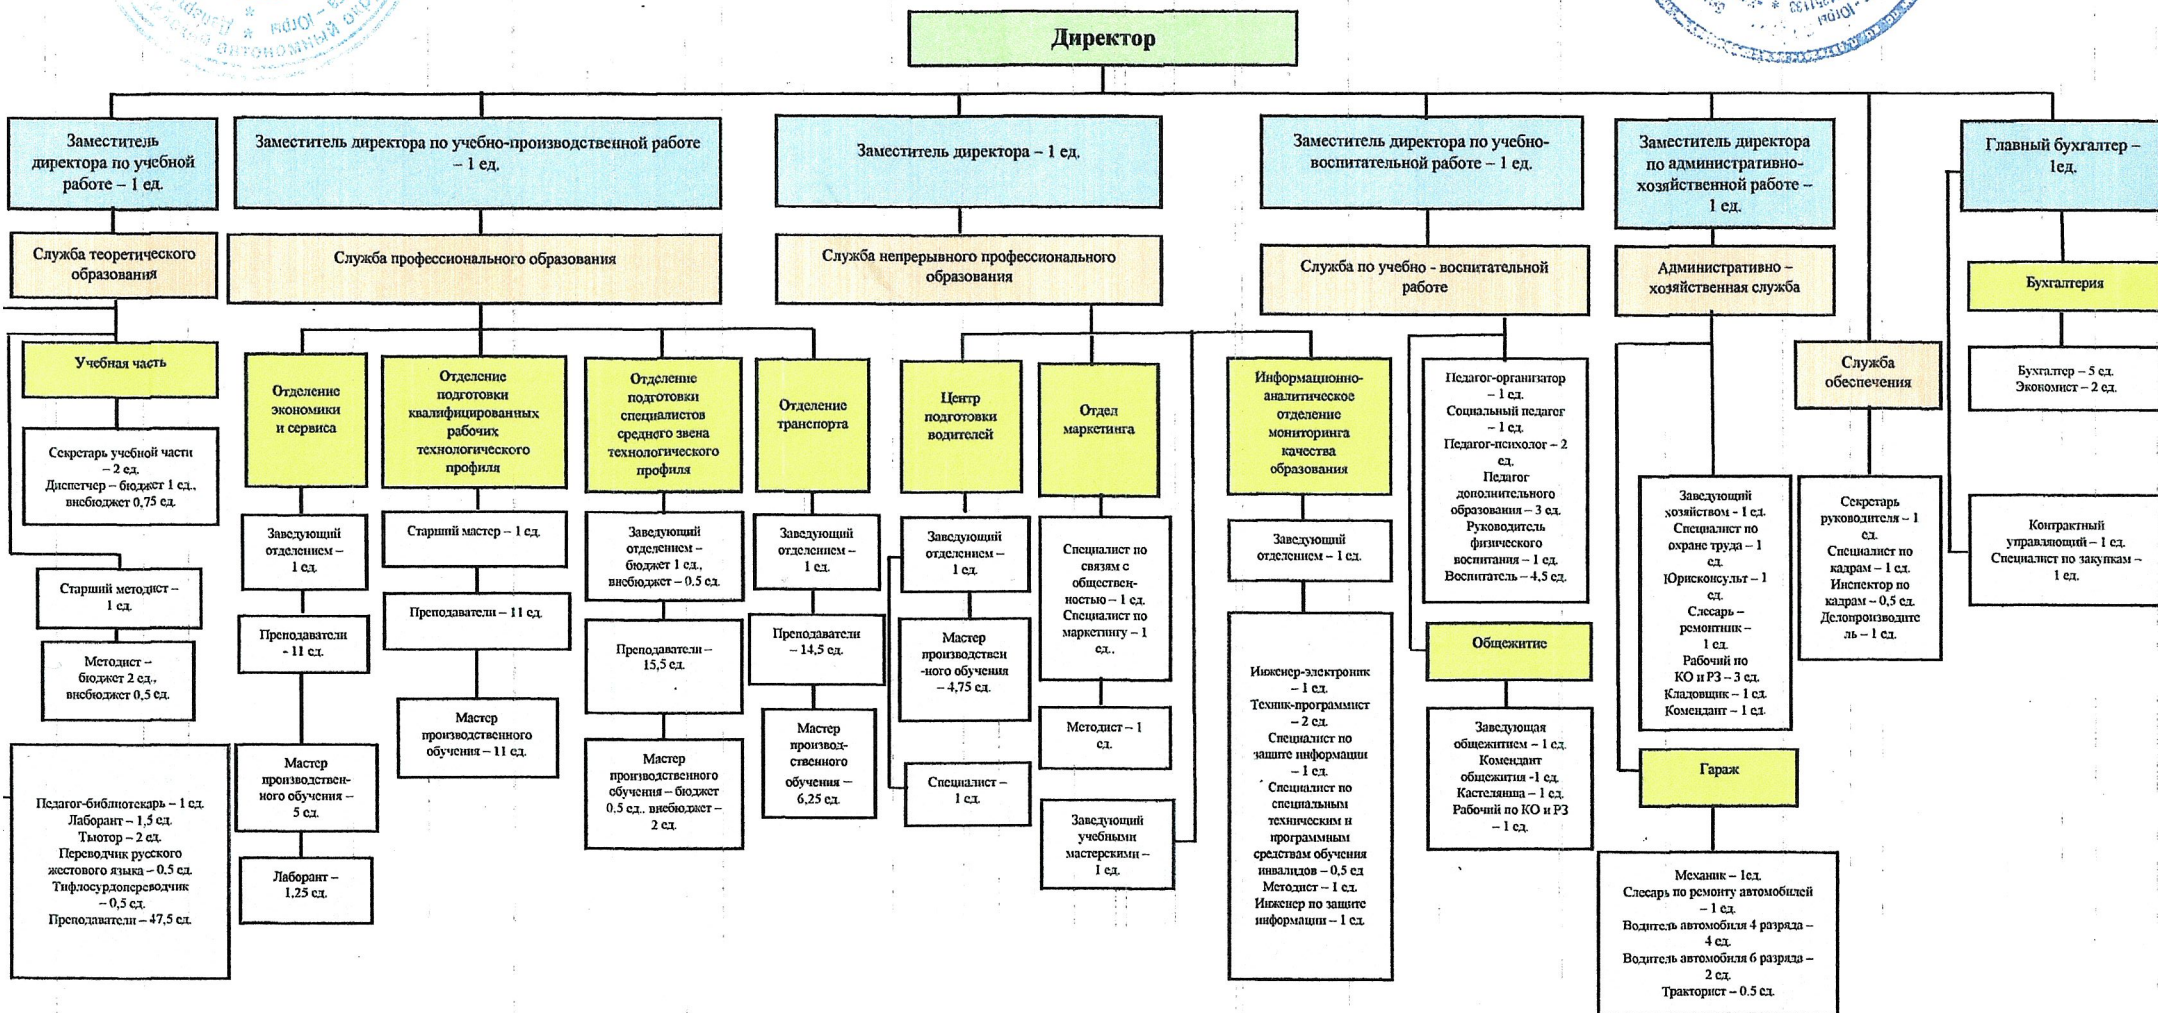 Директор
Заместитель
директора по учебной
работе – 1 ед.
Заместитель директора по учебно-производственной работе
– 1 ед.
Заместитель директора – 1 ед.
Заместитель директора по учебно-
воспитательной работе – 1 ед.
Заместитель директора
по административно-
хозяйственной работе –
1 ед.
Главный бухгалтер –
1ед.
Служба теоретического
образования
Служба профессионального образования
Служба непрерывного профессионального
образования
Служба по учебно - воспитательной
работе
Административно –
хозяйственная служба
Бухгалтерия
Служба
обеспечения
Бухгалтер – 5 ед.
Экономист – 2 ед.
Контрактный
управляющий – 1 ед.
Специалист по закупкам –
1 ед.
Учебная часть
Секретарь учебной части
– 2 ед.
Диспетчер – бюджет 1 ед.,
внебюджет 0,75 ед.
Старший методист –
1 ед.
Методист –
бюджет 2 ед.,
внебюджет 0,5 ед.
Педагог-библиотекарь – 1 ед.
Лаборант – 1,5 ед.
Тьютор – 2 ед.
Переводчик русского
жестового языка – 0.5 ед.
Тифлосурдопереводчик
– 0,5 ед.
Преподаватели – 47,5 ед.
Отделение
экономики
и сервиса
Заведующий
отделением –
1 ед.
Преподаватели
- 11 ед.
Мастер
производствен-
ного обучения –
5 ед.
Лаборант –
1,25 ед.
Отделение
подготовки
квалифицированных
рабочих
технологического
профиля
Старший мастер – 1 ед.
Преподаватели – 11 ед.
Мастер
производственного
обучения – 11 ед.
Отделение
подготовки
специалистов
среднего звена
технологического
профиля
Заведующий
отделением –
бюджет 1 ед.,
внебюджет – 0,5 ед.
Преподаватели –
15,5 ед.
Мастер
производственного
обучения – бюджет
0,5 ед., внебюджет –
2 ед.
Отделение
транспорта
Заведующий
отделением –
1 ед.
Преподаватели
– 14,5 ед.
Мастер
производ-
ственного
обучения –
6,25 ед.
Центр
подготовки
водителей
Заведующий
отделением –
1 ед.
Мастер
производствен
-ного обучения
– 4,75 ед.
Специалист –
1 ед.
Отдел
маркетинга
Специалист по
связям с
обществен-
ностью – 1 ед.
Специалист по
маркетингу – 1
ед..
Методист – 1
ед.
Заведующий
учебными
мастерскими –
1 ед.
Информационно-
аналитическое
отделение
мониторинга
качества
образования
Заведующий
отделением – 1 ед.
Инженер-электроник
– 1 ед.
Техник-программист
– 2 ед.
Специалист по
защите информации
– 1 ед.
Специалист по
специальным
техническим и
программным
средствам обучения
инвалидов – 0,5 ед
Методист – 1 ед.
Инженер по защите
информации – 1 ед.
Педагог-организатор
– 1 ед.
Социальный педагог
– 1 ед.
Педагог-психолог – 2
ед.
Педагог
дополнительного
образования – 3 ед.
Руководитель
физического
воспитания – 1 ед.
Воспитатель – 4,5 ед.
Общежитие
Заведующая
общежитием – 1 ед.
Комендант
общежития -1 ед.
Кастелянша – 1 ед.
Рабочий по КО и РЗ
– 1 ед.
Заведующий
хозяйством - 1 ед.
Специалист по
охране труда – 1
ед.
Юрисконсульт – 1
ед.
Слесарь –
ремонтник –
1 ед.
Рабочий по
КО и РЗ – 3 ед.
Кладовщик – 1 ед.
Комендант – 1 ед.
Гараж
Механик – 1ед.
Слесарь по ремонту автомобилей
– 1 ед.
Водитель автомобиля 4 разряда –
4 ед.
Водитель автомобиля 6 разряда –
2 ед.
Тракторист – 0.5 ед.
Секретарь
руководителя – 1
ед.
Специалист по
кадрам – 1 ед.
Инспектор по
кадрам – 0,5 ед.
Делопроизводите
ль – 1 ед.
автономный
Югры